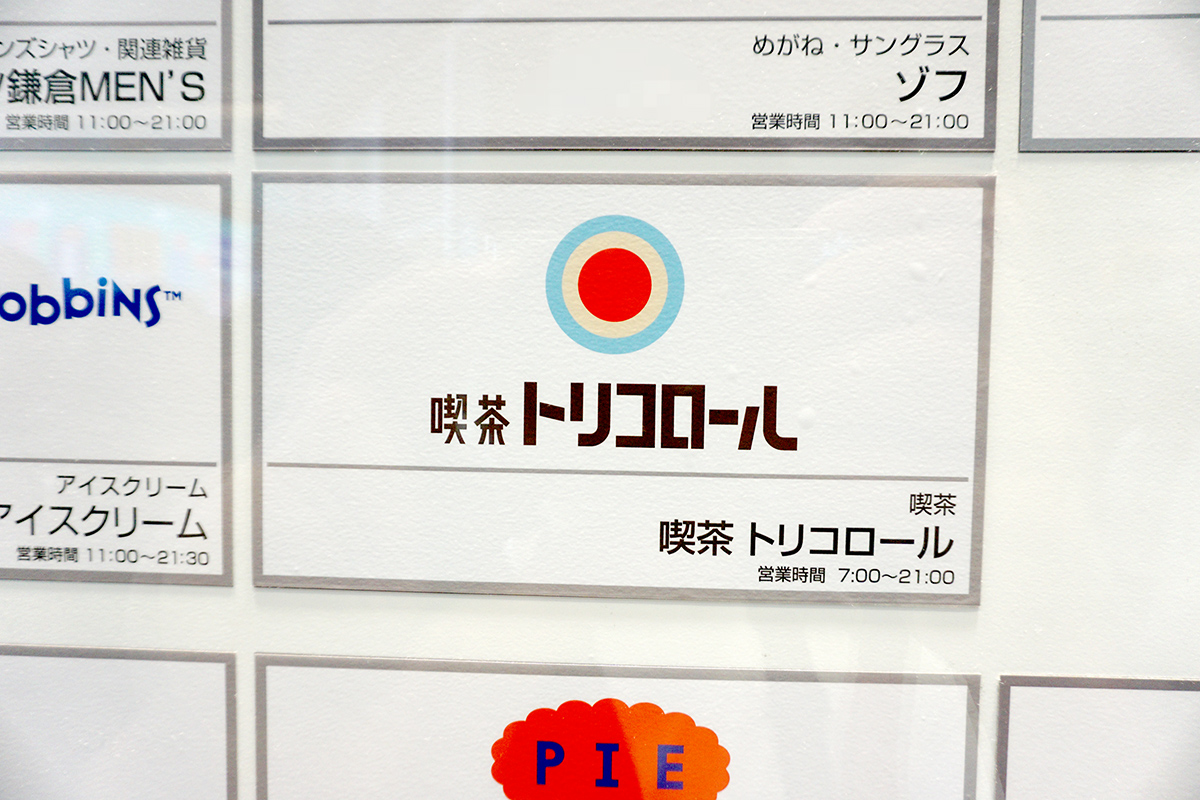 ンズシャツ・関連雑貨
鎌倉MEN'S
営業時間 11:00～21:00
めがね・サングラス
ゾフ
営業時間 11:00～21:00
obbins™
アイスクリーム
アイスクリーム
営業時間 11:00～21:30
喫茶 トリコロール
喫茶
喫茶 トリコロール
営業時間 7:00～21:00
PIE